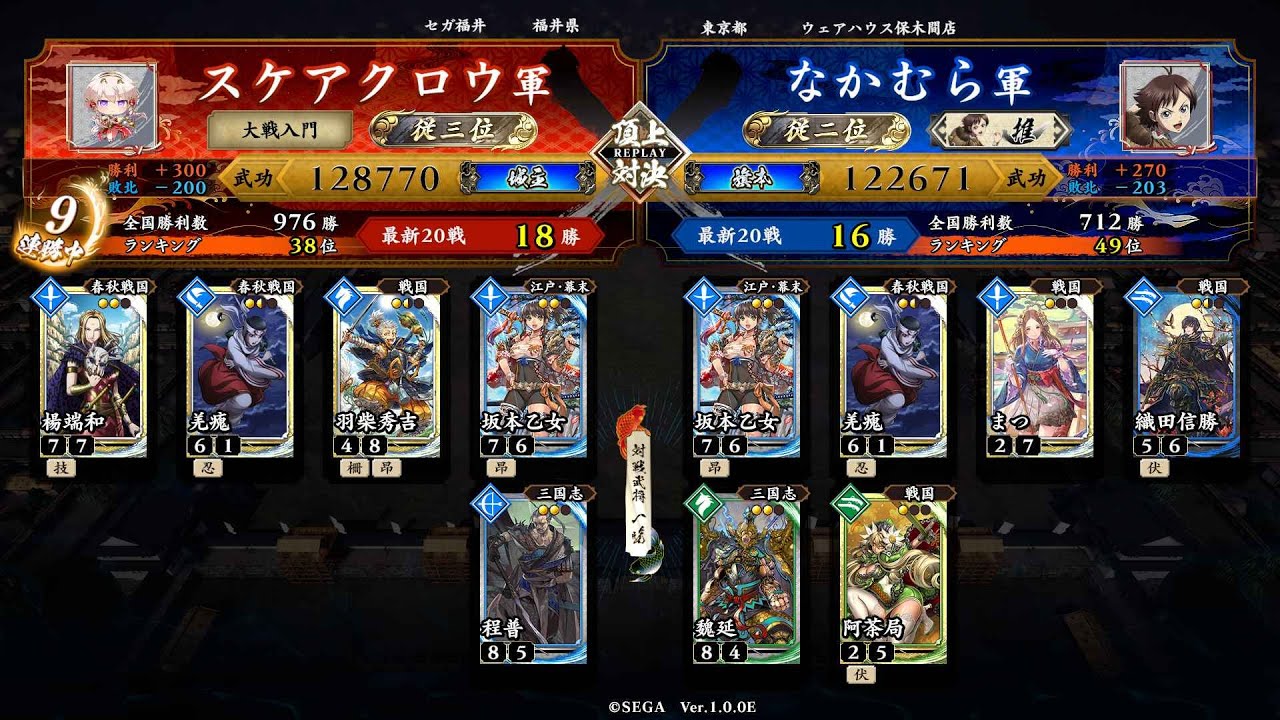 セガ福井 福井県
東京都 ウェアハウス保木間店
スケアクロウ軍
大戦入門 従三位
勝利 +300
敗北 -200
武功 128770 城主
9連勝中
全国勝利数 976勝
ランキング 38位
最新20戦 18勝
頂上
REPLAY
対決
なかむら軍
従二位 推
旗本 122671 武功
勝利 +270
敗北 -203
最新20戦 16勝
全国勝利数 712勝
ランキング 49位
春秋戦国
楊端和
7 7
技
春秋戦国
羌瘣
6 1
忍
戦国
羽柴秀吉
4 8
柵 昴
江戸・幕末
坂本乙女
7 6
昴
三国志
程普
8 5
対戦武将一覧
江戸・幕末
坂本乙女
7 6
昴
春秋戦国
羌瘣
6 1
忍
戦国
まつ
2 7
戦国
織田信勝
5 6
伏
三国志
魏延
8 4
戦国
阿茶局
2 5
伏
©SEGA Ver.1.0.0E